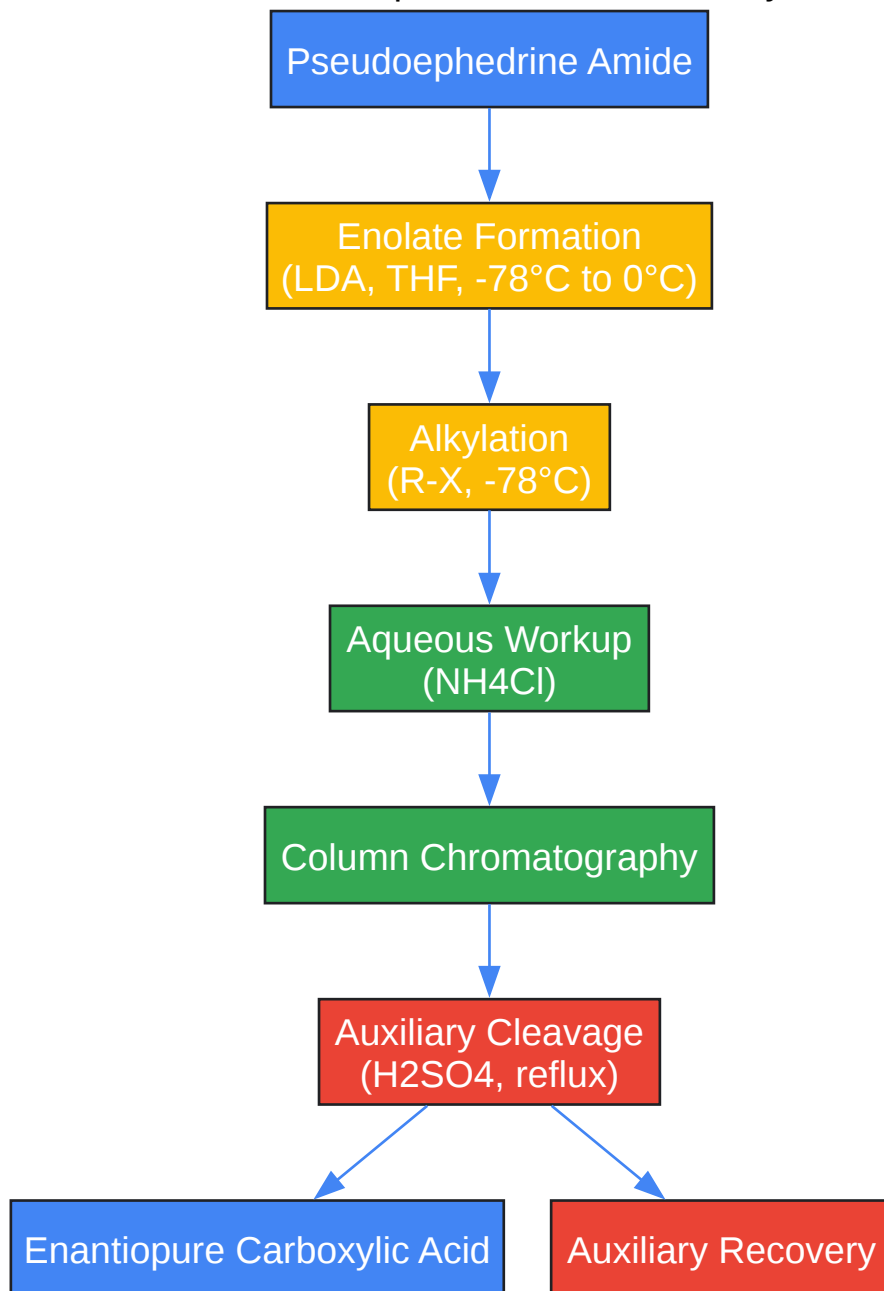 Pseudoephedrine Amide
Enolate Formation
(LDA, THF, -78°C to 0°C)
Alkylation
(R-X, -78°C)
Aqueous Workup
(NH4Cl)
Column Chromatography
Auxiliary Cleavage
(H2SO4, reflux)
Enantiopure Carboxylic Acid
Auxiliary Recovery